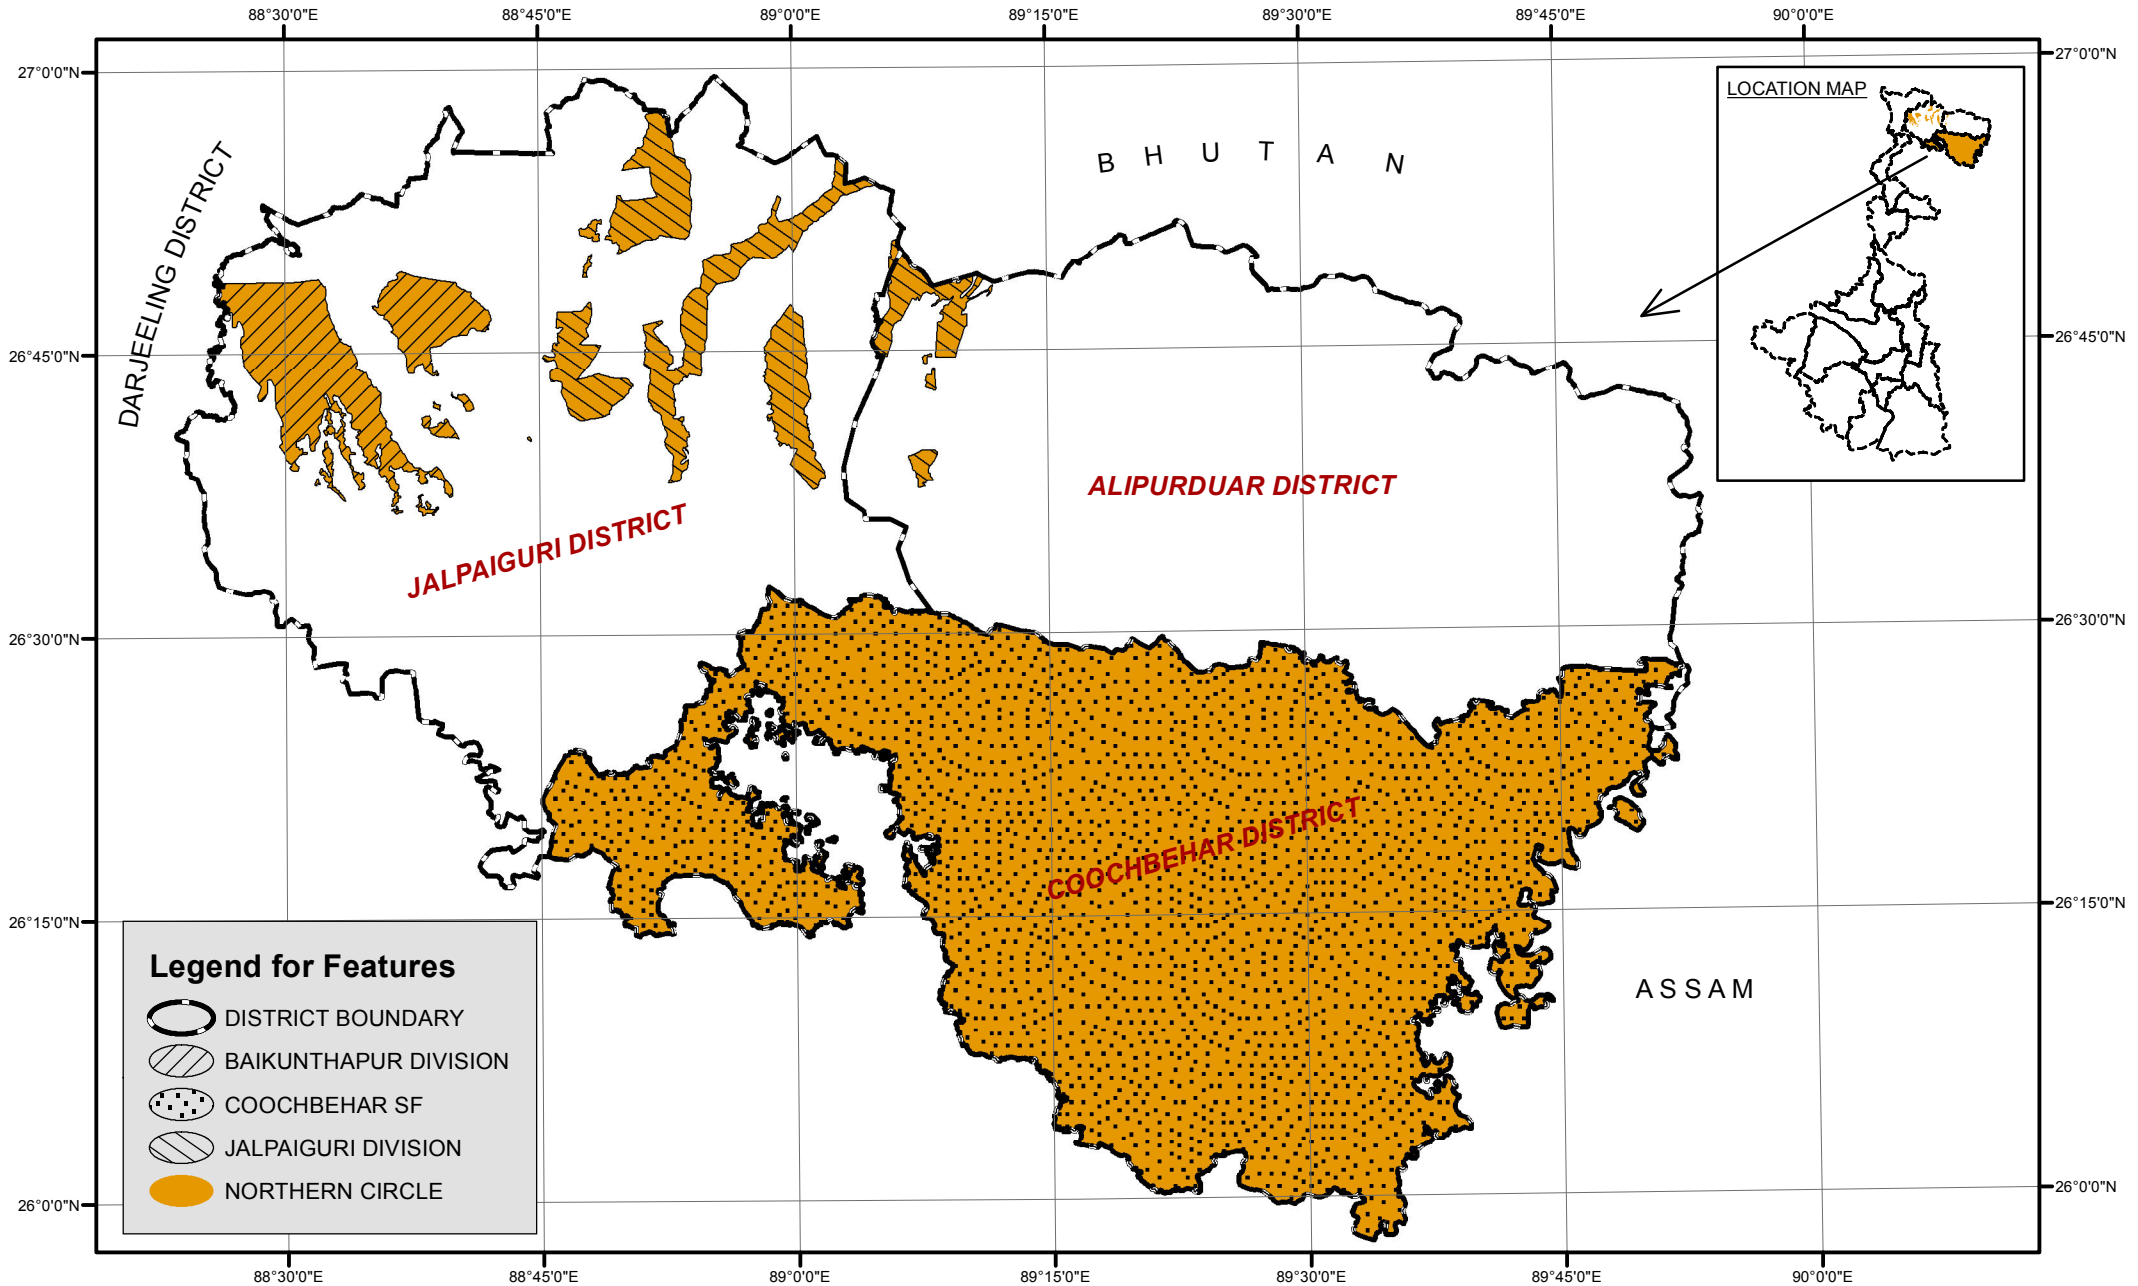 88°30'0"E 88°45'0"E 89°0'0"E 89°15'0"E 89°30'0"E 89°45'0"E 90°0'0"E
27°0'0"N
27°0'0"N
LOCATION MAP
BHUTAN
DARJEELING DISTRICT
26°45'0"N
26°45'0"N
ALIPURDUAR DISTRICT
JALPAIGURI DISTRICT
26°30'0"N
26°30'0"N
COOCHBEHAR DISTRICT
26°15'0"N
26°15'0"N
ASSAM
Legend for Features
DISTRICT BOUNDARY
BAIKUNTHAPUR DIVISION
COOCHBEHAR SF
JALPAIGURI DIVISION
NORTHERN CIRCLE
26°0'0"N
26°0'0"N
88°30'0"E 88°45'0"E 89°0'0"E 89°15'0"E 89°30'0"E 89°45'0"E 90°0'0"E